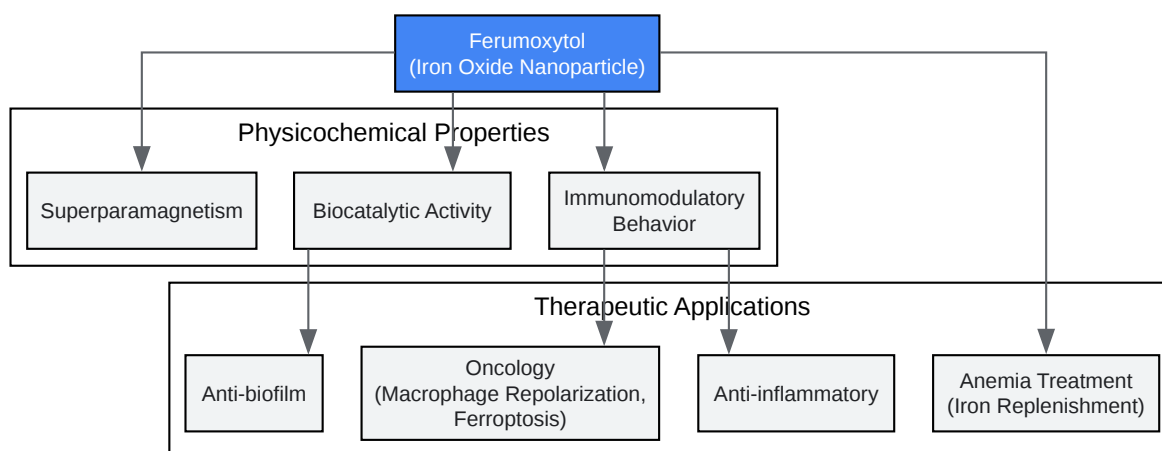 Ferumoxytol
(Iron Oxide Nanoparticle)
Physicochemical Properties
Superparamagnetism
Biocatalytic Activity
Immunomodulatory
Behavior
Therapeutic Applications
Anti-biofilm
Oncology
(Macrophage Repolarization,
Ferroptosis)
Anti-inflammatory
Anemia Treatment
(Iron Replenishment)